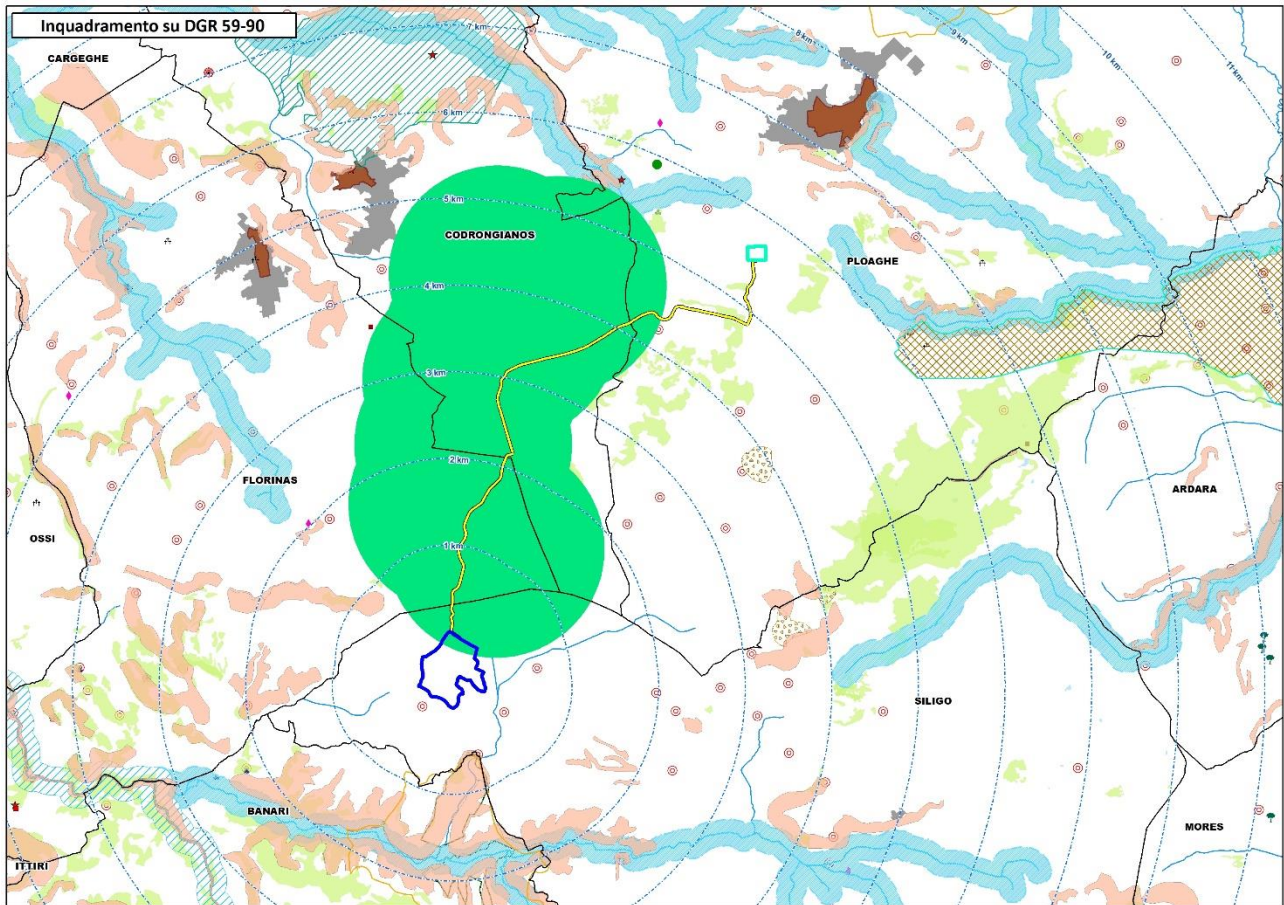 Inquadramento su DGR 59-90
7 km
8 km
9 km
10 km
11 km
CARGEGHE
6 km
5 km
CODRONGIANOS
PLOAGHE
4 km
3 km
2 km
FLORINAS
ARDARA
OSSI
1 km
SILIGO
BANARI
MORES
ITTIRI